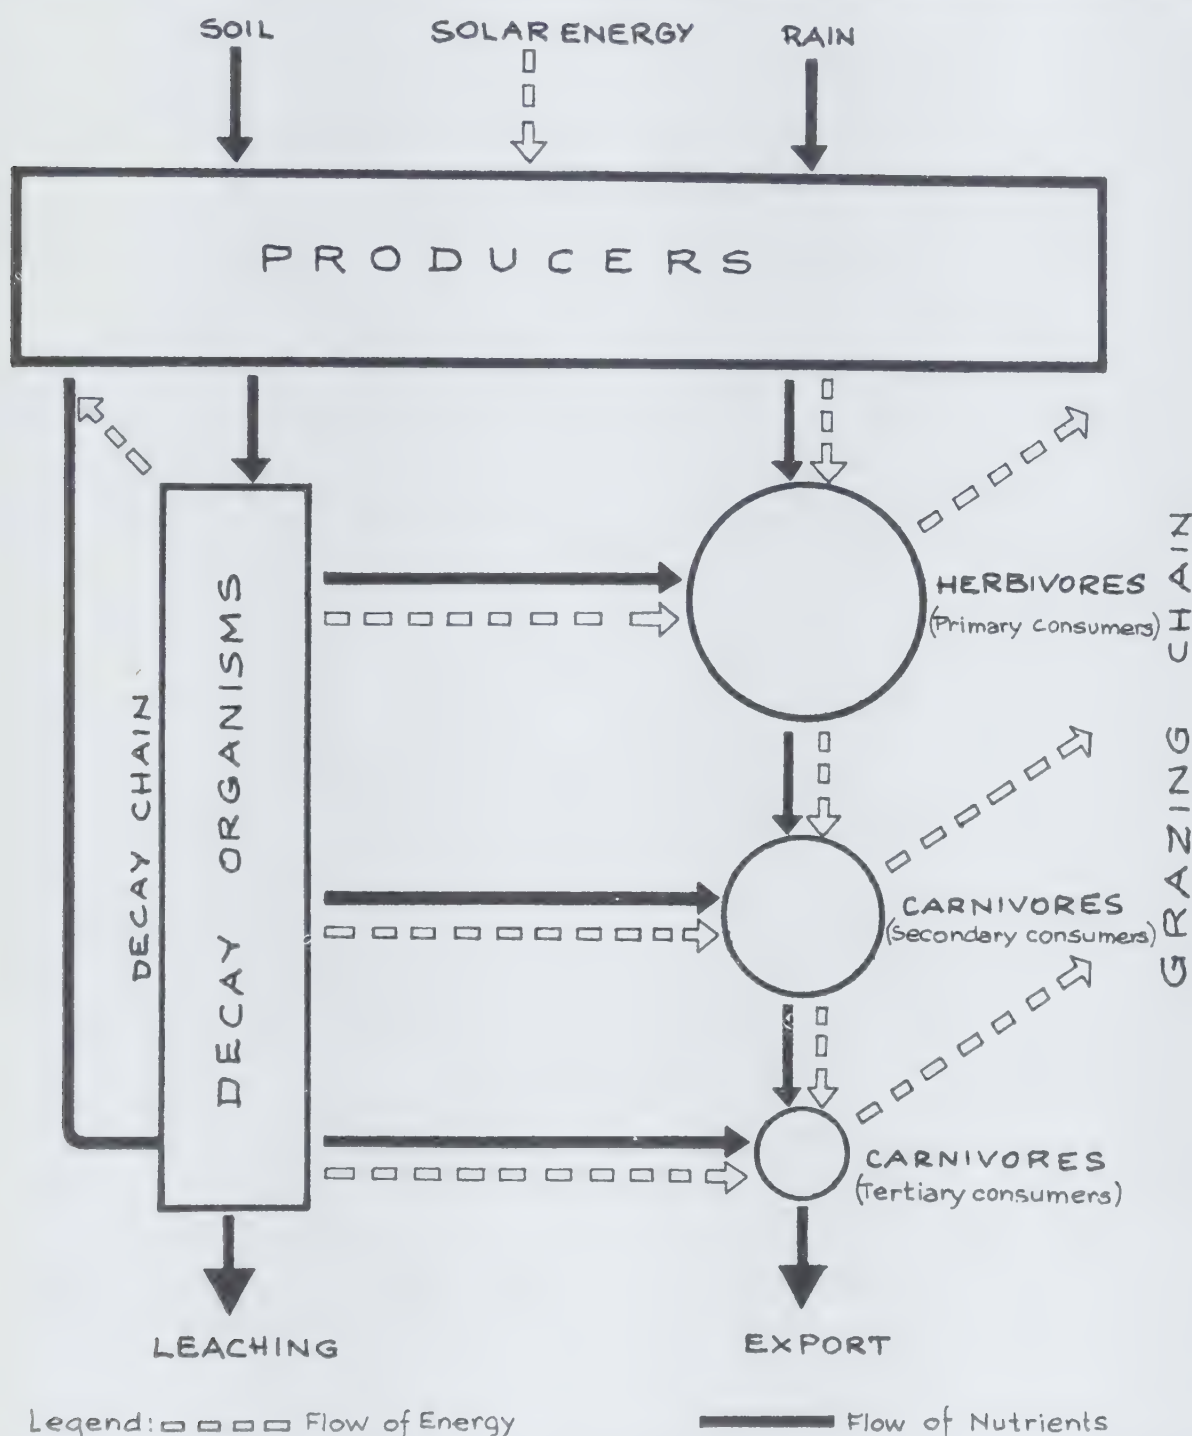 SOIL
SOLAR ENERGY
RAIN
PRODUCERS
DECAY CHAIN
DECAY ORGANISMS
HERBIVORES
(Primary consumers)
CARNIVORES
(Secondary consumers)
CARNIVORES
(Tertiary consumers)
GRAZING CHAIN
LEACHING
EXPORT
Legend: Flow of Energy
Flow of Nutrients